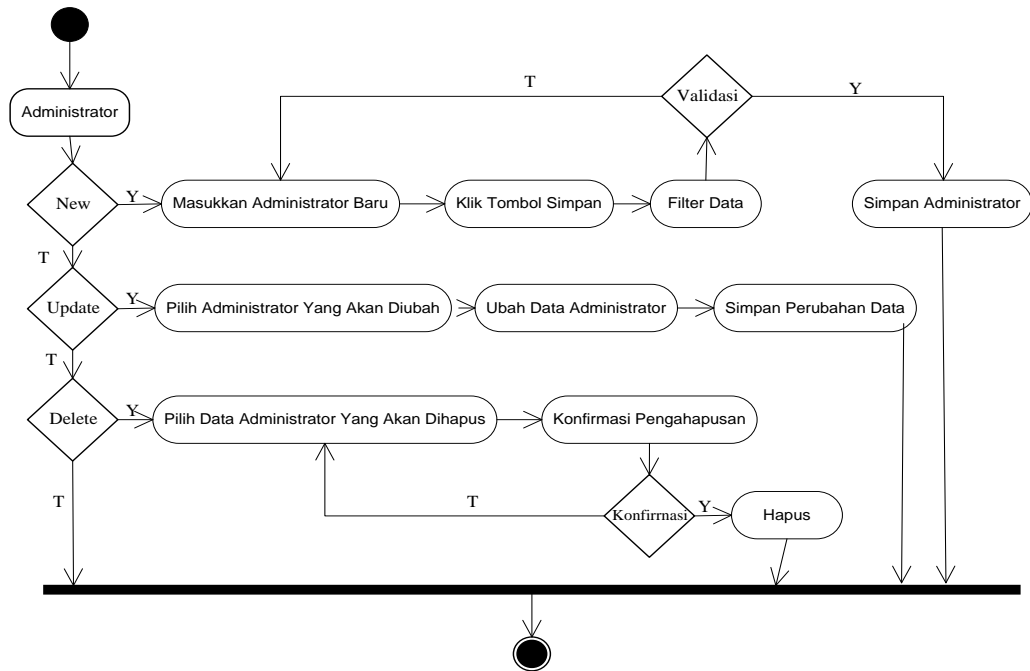 T
Validasi
Y
Administrator
New
Y
Masukkan Administrator Baru
Klik Tombol Simpan
Filter Data
Simpan Administrator
T
Update
Y
Pilih Administrator Yang Akan Diubah
Ubah Data Administrator
Simpan Perubahan Data
T
Delete
Y
Pilih Data Administrator Yang Akan Dihapus
Konfirmasi Pengahapusan
T
T
Konfirrnasi
Y
Hapus